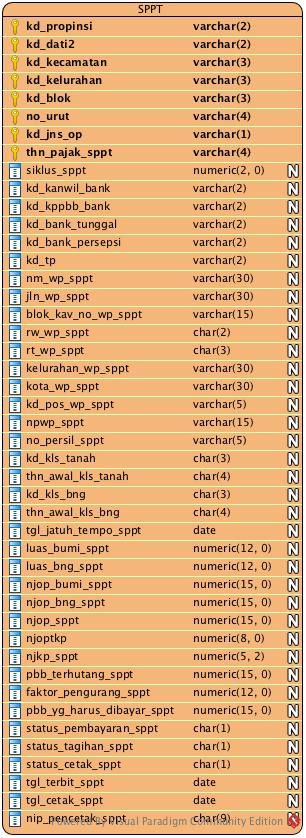 SPPT
kd_propinsi varchar(2)
kd_dati2 varchar(2)
kd_kecamatan varchar(3)
kd_kelurahan varchar(3)
kd_blok varchar(3)
no_urut varchar(4)
kd_jns_op varchar(1)
thn_pajak_sppt varchar(4)
siklus_sppt numeric(2, 0) N
kd_kanwil_bank varchar(2) N
kd_kppbb_bank varchar(2) N
kd_bank_tunggal varchar(2) N
kd_bank_persepsi varchar(2) N
kd_tp varchar(2) N
nm_wp_sppt varchar(30) N
jln_wp_sppt varchar(30) N
blok_kav_no_wp_sppt varchar(15) N
rw_wp_sppt char(2) N
rt_wp_sppt char(3) N
kelurahan_wp_sppt varchar(30) N
kota_wp_sppt varchar(30) N
kd_pos_wp_sppt varchar(5) N
npwp_sppt varchar(15) N
no_persil_sppt varchar(5) N
kd_kls_tanah char(3) N
thn_awal_kls_tanah char(4) N
kd_kls_bng char(3) N
thn_awal_kls_bng char(4) N
tgl_jatuh_tempo_sppt date N
luas_bumi_sppt numeric(12, 0) N
luas_bng_sppt numeric(12, 0) N
njop_bumi_sppt numeric(15, 0) N
njop_bng_sppt numeric(15, 0) N
njop_sppt numeric(15, 0) N
njoptkp numeric(8, 0) N
njkp_sppt numeric(5, 2) N
pbb_terhutang_sppt numeric(15, 0) N
faktor_pengurang_sppt numeric(12, 0) N
pbb_yg_harus_dibayar_sppt numeric(15, 0) N
status_pembayaran_sppt char(1) N
status_tagihan_sppt char(1) N
status_cetak_sppt char(1) N
tgl_terbit_sppt date N
tgl_cetak_sppt date N
nip_pencetak_sppt char(9) N
Powered By Visual Paradigm Community Edition